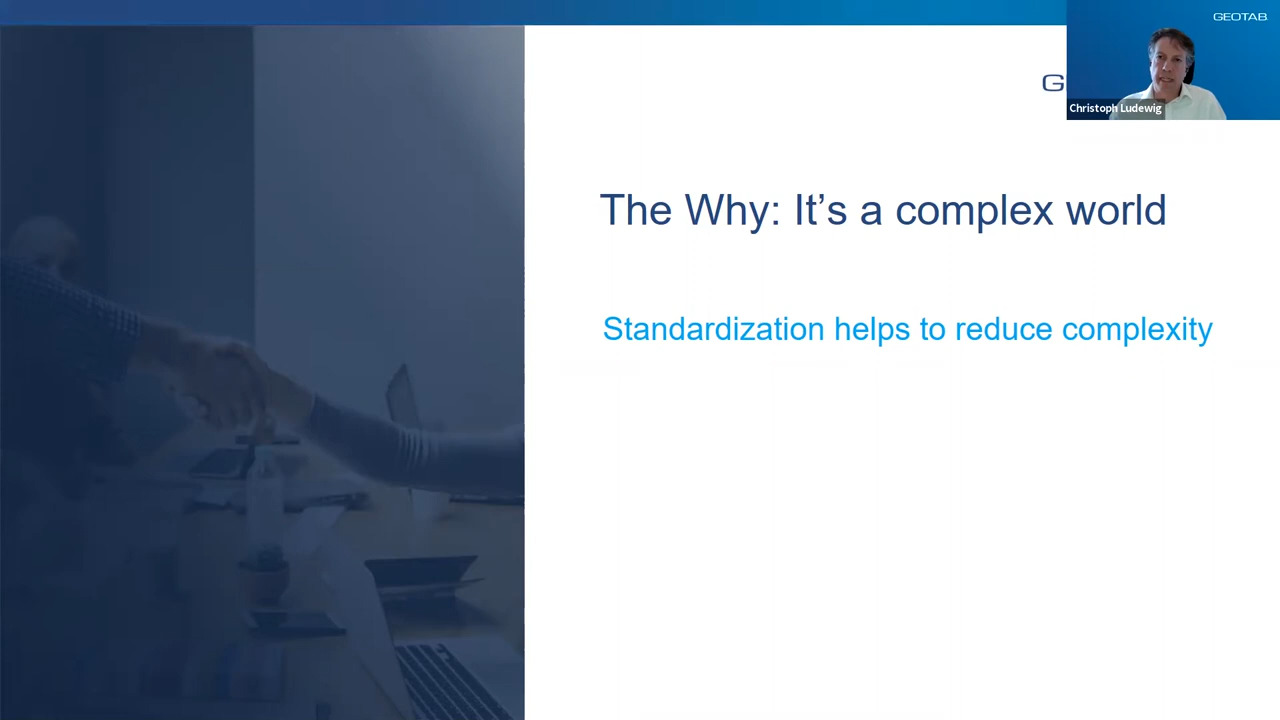 GEOTAB
G
Christoph Ludewig
The Why: It’s a complex world
Standardization helps to reduce complexity